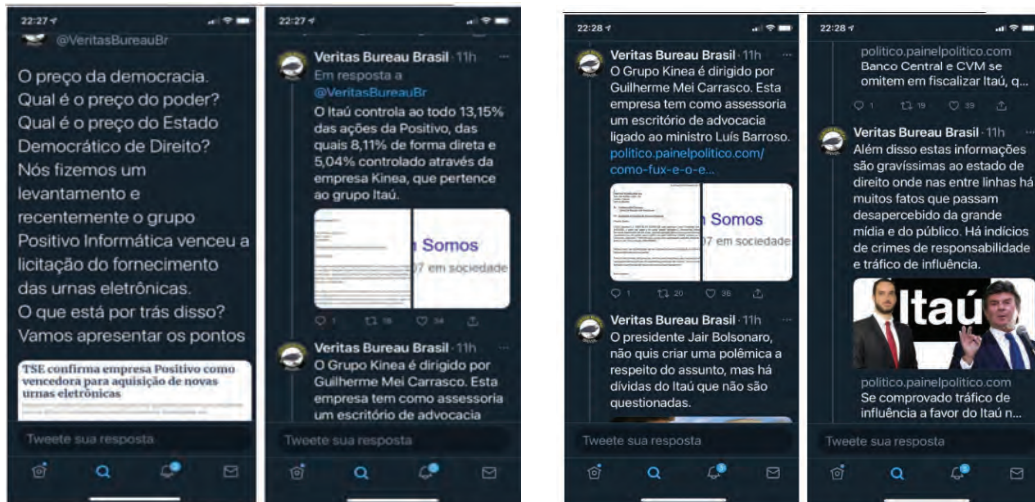 22:27
@VeritasBureauBr
O preço da democracia.
Qual é o preço do poder?
Qual é o preço do Estado
Democrático de Direito?
Nós fizemos um
levantamento e
recentemente o grupo
Positivo Informática venceu a
licitação do fornecimento
das urnas eletrônicas.
O que está por trás disso?
Vamos apresentar os pontos
TSE confirma empresa Positivo como
vencedora para aquisição de novas
urnas eletrônicas
Tweete sua resposta
22:27
Veritas Bureau Brasil · 11h
Em resposta a
@VeritasBureauBr
O Itaú controla ao todo 13,15%
das ações da Positivo, das
quais 8,11% de forma direta e
5,04% controlado através da
empresa Kinea, que pertence
ao grupo Itaú.
Somos
07 em sociedade
1 34
Veritas Bureau Brasil · 11h
O Grupo Kinea é dirigido por
Guilherme Mei Carrasco. Esta
empresa tem como assessoria
um escritório de advocacia
Tweete sua resposta
22:28
Veritas Bureau Brasil · 11h
O Grupo Kinea é dirigido por
Guilherme Mei Carrasco. Esta
empresa tem como assessoria
um escritório de advocacia
ligado ao ministro Luís Barroso.
politico.painelpolitico.com/
como-fux-e-o-e...
Somos
07 em sociedade
1 20 26
Veritas Bureau Brasil · 11h
O presidente Jair Bolsonaro,
não quis criar uma polêmica a
respeito do assunto, mas há
dívidas do Itaú que não são
questionadas.
Tweete sua resposta
22:28
politico.painelpolitico.com
Banco Central e CVM se
omitem em fiscalizar Itaú, q...
1 19 39
Veritas Bureau Brasil · 11h
Além disso estas informações
são gravíssimas ao estado de
direito onde nas entre linhas há
muitos fatos que passam
desapercebido da grande
mídia e do público. Há indícios
de crimes de responsabilidade
e tráfico de influência.
Itaú
politico.painelpolitico.com
Se comprovado tráfico de
influência a favor do Itaú n...
Tweete sua resposta